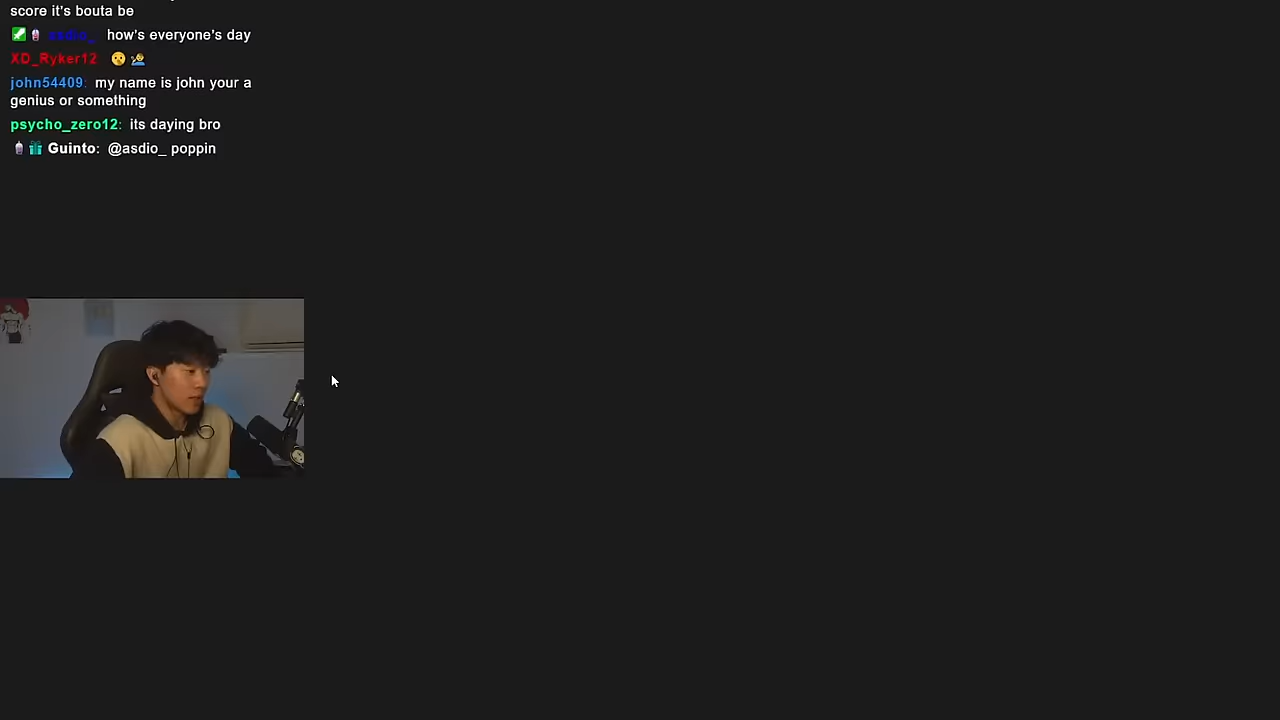 score it's bouta be
asdio_ how's everyone's day
XD_Ryker12
john54409: my name is john your a
genius or something
psycho_zero12: its daying bro
Guinto: @asdio_ poppin